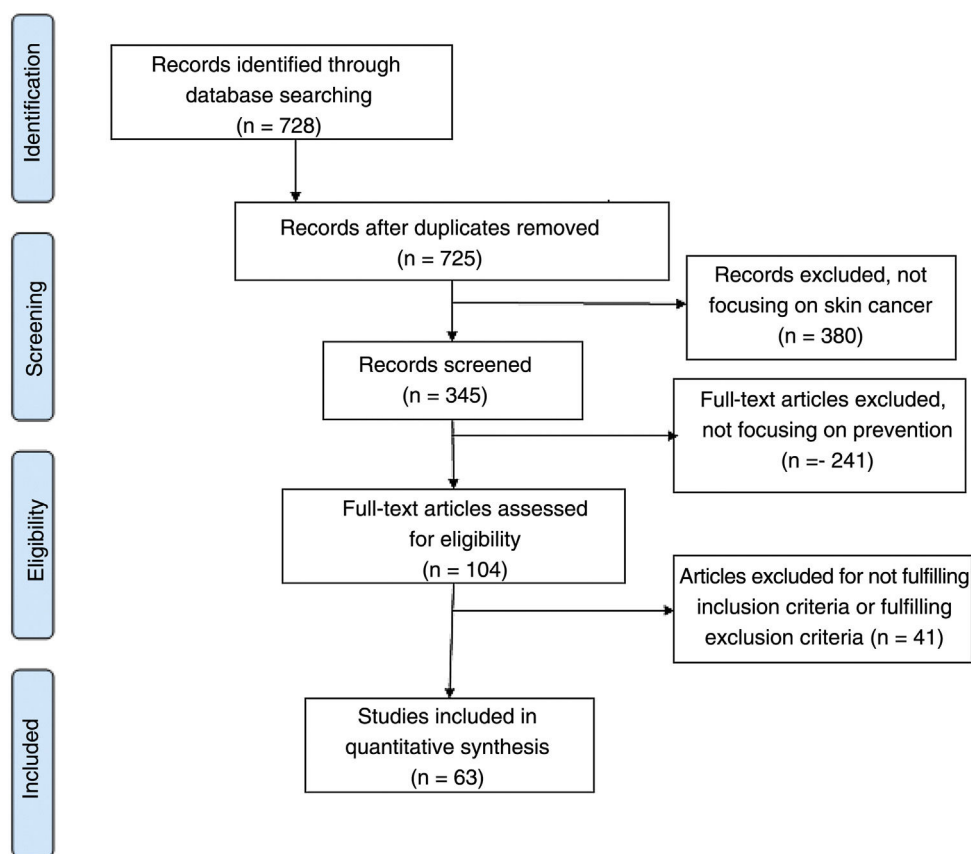 Identification
Records identified through
database searching
(n = 728)
Records after duplicates removed
(n = 725)
Screening
Records excluded, not
focusing on skin cancer
(n = 380)
Records screened
(n = 345)
Full-text articles excluded,
not focusing on prevention
(n =- 241)
Eligibility
Full-text articles assessed
for eligibility
(n = 104)
Articles excluded for not fulfilling
inclusion criteria or fulfilling
exclusion criteria (n = 41)
Included
Studies included in
quantitative synthesis
(n = 63)